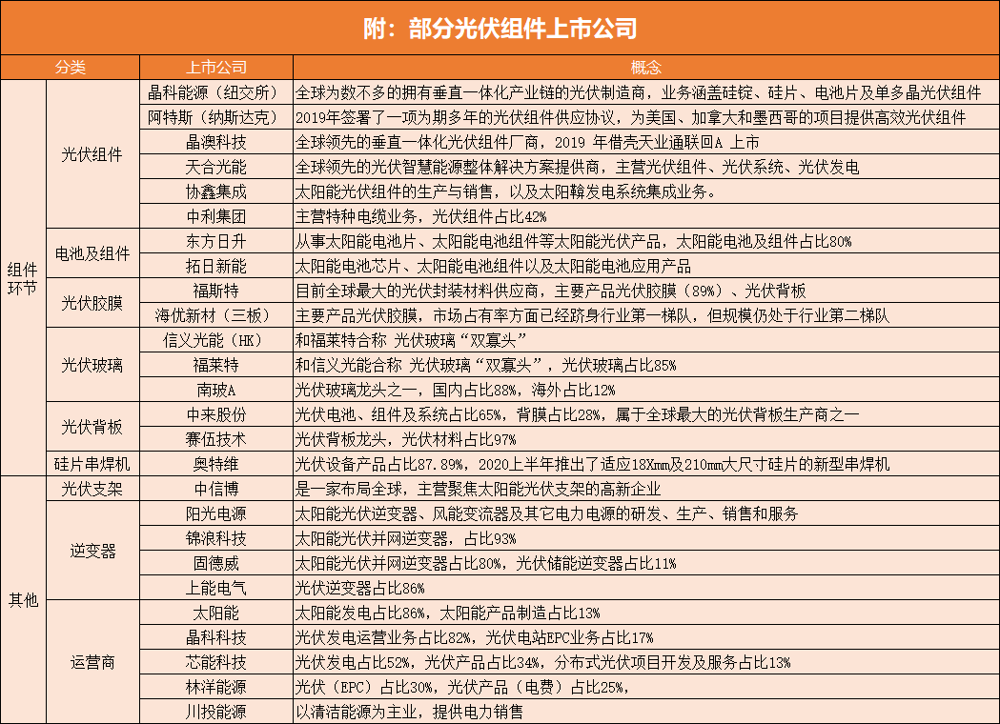 附：部分光伏组件上市公司
分类 上市公司 概念
组件环节
光伏组件
晶科能源（纽交所） 全球为数不多的拥有垂直一体化产业链的光伏制造商，业务涵盖硅锭、硅片、电池片及单多晶光伏组件
阿特斯（纳斯达克） 2019年签署了一项为期多年的光伏组件供应协议，为美国、加拿大和墨西哥的项目提供高效光伏组件
晶澳科技 全球领先的垂直一体化光伏组件厂商，2019 年借壳天业通联回A 上市
天合光能 全球领先的光伏智慧能源整体解决方案提供商，主营光伏组件、光伏系统、光伏发电
协鑫集成 太阳能光伏组件的生产与销售，以及太阳能发电系统集成业务。
中利集团 主营特种电缆业务，光伏组件占比42%
电池及组件
东方日升 从事太阳能电池片、太阳能电池组件等太阳能光伏产品，太阳能电池及组件占比80%
拓日新能 太阳能电池芯片、太阳能电池组件以及太阳能电池应用产品
光伏胶膜
福斯特 目前全球最大的光伏封装材料供应商，主要产品光伏胶膜（89%）、光伏背板
海优新材（三板） 主要产品光伏胶膜，市场占有率方面已经跻身行业第一梯队，但规模仍处于行业第二梯队
光伏玻璃
信义光能（HK） 和福莱特合称 光伏玻璃“双寡头”
福莱特 和信义光能合称 光伏玻璃“双寡头”，光伏玻璃占比85%
南玻A 光伏玻璃龙头之一，国内占比88%，海外占比12%
光伏背板
中来股份 光伏电池、组件及系统占比65%，背膜占比28%，属于全球最大的光伏背板生产商之一
赛伍技术 光伏背板龙头，光伏材料占比97%
硅片串焊机
奥特维 光伏设备产品占比87.89%，2020上半年推出了适应18Xmm及210mm大尺寸硅片的新型串焊机
其他
光伏支架
中信博 是一家布局全球，主营聚焦太阳能光伏支架的高新企业
逆变器
阳光电源 太阳能光伏逆变器、风能变流器及其它电力电源的研发、生产、销售和服务
锦浪科技 太阳能光伏并网逆变器，占比93%
固德威 太阳能光伏并网逆变器占比80%，光伏储能逆变器占比11%
上能电气 光伏逆变器占比86%
运营商
太阳能 太阳能发电占比86%，太阳能产品制造占比13%
晶科科技 光伏发电运营业务占比82%，光伏电站EPC业务占比17%
芯能科技 光伏发电占比52%，光伏产品占比34%，分布式光伏项目开发及服务占比13%
林洋能源 光伏（EPC）占比30%，光伏产品（电费）占比25%，
川投能源 以清洁能源为主业，提供电力销售